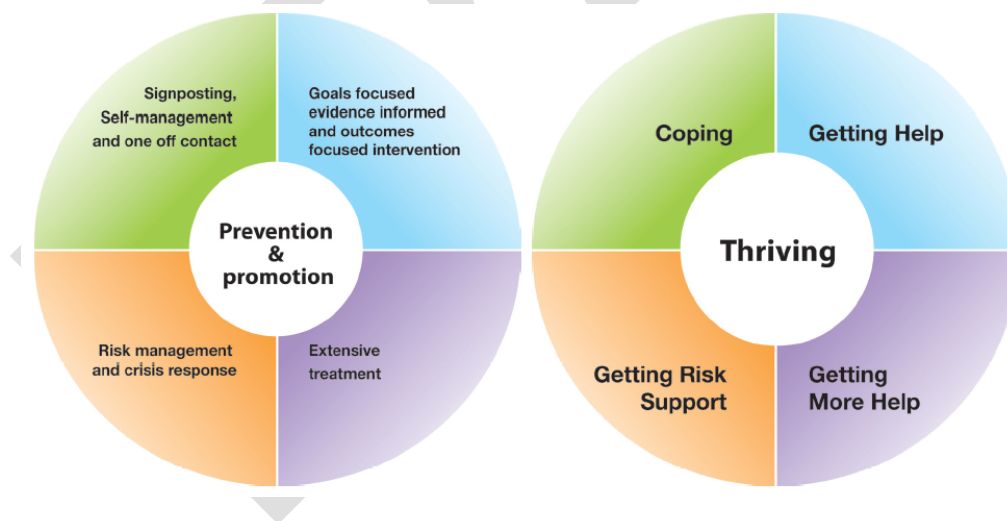 Signposting,
Self-management
and one off contact
Goals focused
evidence informed
and outcomes
focused intervention
Prevention
&
promotion
Risk management
and crisis response
Extensive
treatment
Coping
Getting Help
Thriving
Getting Risk
Support
Getting
More Help